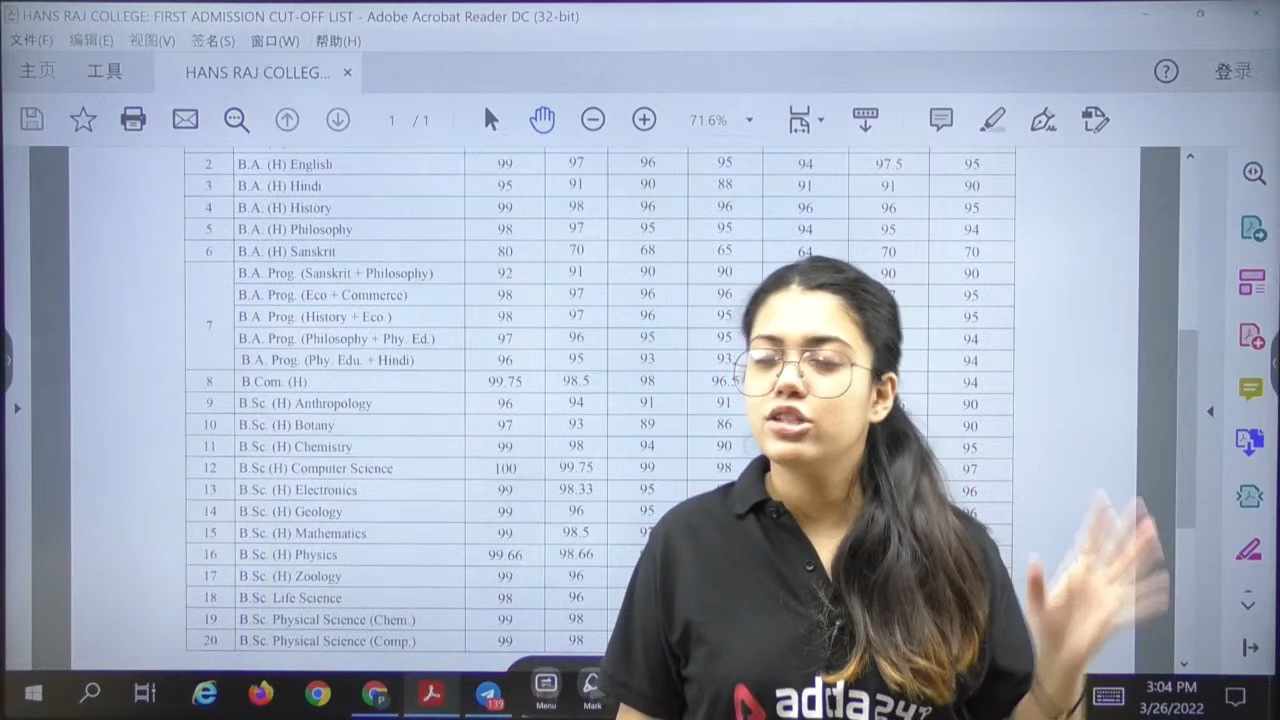 HANS RAJ COLLEGE: FIRST ADMISSION CUT-OFF LIST - Adobe Acrobat Reader DC (32-bit)
文件(F) 编辑(E) 视图(V) 签名(S) 窗口(W) 帮助(H)
主页 工具 HANS RAJ COLLEG... × ? 登录
1 / 1 71.6%
2 B.A. (H) English 99 97 96 95 94 97.5 95
3 B.A. (H) Hindi 95 91 90 88 91 91 90
4 B.A. (H) History 99 98 96 96 96 96 95
5 B.A. (H) Philosophy 98 97 95 95 94 95 94
6 B.A. (H) Sanskrit 80 70 68 65 64 70 70
7
B.A. Prog. (Sanskrit + Philosophy) 92 91 90 90 90 90
B.A. Prog. (Eco + Commerce) 98 97 96 96 95
B.A. Prog. (History + Eco.) 98 97 96 95 95
B.A. Prog. (Philosophy + Phy. Ed.) 97 96 95 95 94
B.A. Prog. (Phy. Edu. + Hindi) 96 95 93 93 94
8 B.Com. (H) 99.75 98.5 98 96.5 94
9 B.Sc. (H) Anthropology 96 94 91 91 90
10 B.Sc. (H) Botany 97 93 89 86 90
11 B.Sc. (H) Chemistry 99 98 94 90 95
12 B.Sc (H) Computer Science 100 99.75 99 98 97
13 B.Sc. (H) Electronics 99 98.33 95 96
14 B.Sc. (H) Geology 99 96 95 96
15 B.Sc. (H) Mathematics 99 98.5
16 B.Sc. (H) Physics 99.66 98.66
17 B.Sc. (H) Zoology 99 96
18 B.Sc. Life Science 98 96
19 B.Sc. Physical Science (Chem.) 99 98
20 B.Sc. Physical Science (Comp.) 99 98
adda247
139
Menu Mark
3:04 PM
3/26/2022